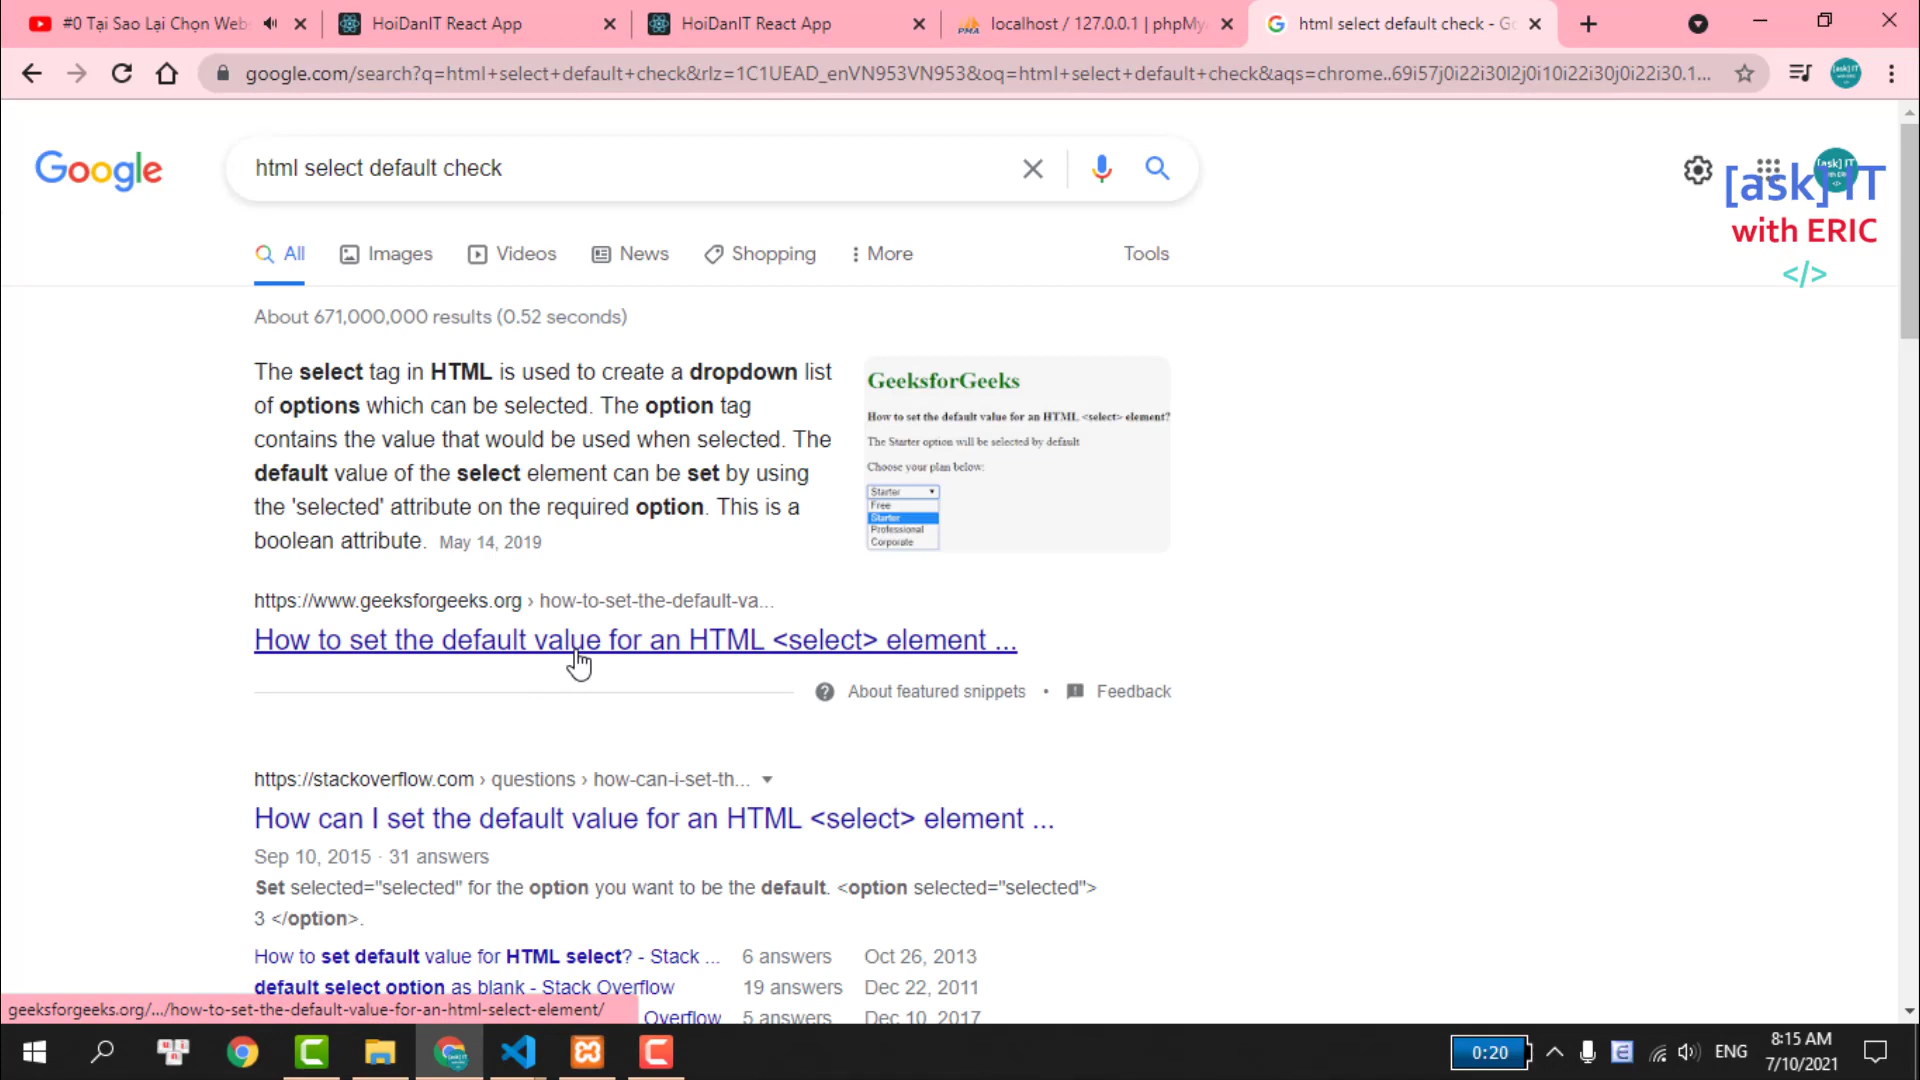 #0 Tại Sao Lại Chọn Web
HoiDanIT React App
HoiDanIT React App
localhost / 127.0.0.1 | phpMy
html select default check - Go
google.com/search?q=html+select+default+check&rlz=1C1UEAD_enVN953VN953&oq=html+select+default+check&aqs=chrome..69i57j0i22i30l2j0i10i22i30j0i22i30.1...
Google
html select default check
[ask] IT
with ERIC
</>
All
Images
Videos
News
Shopping
More
Tools
About 671,000,000 results (0.52 seconds)
The select tag in HTML is used to create a dropdown list
of options which can be selected. The option tag
contains the value that would be used when selected. The
default value of the select element can be set by using
the 'selected' attribute on the required option. This is a
boolean attribute. May 14, 2019
GeeksforGeeks
How to set the default value for an HTML <select> element?
The Starter option will be selected by default
Choose your plan below:
Starter
Free
Starter
Professional
Corporate
https://www.geeksforgeeks.org › how-to-set-the-default-va...
How to set the default value for an HTML <select> element ...
About featured snippets • Feedback
https://stackoverflow.com › questions › how-can-i-set-th...
How can I set the default value for an HTML <select> element ...
Sep 10, 2015 · 31 answers
Set selected="selected" for the option you want to be the default. <option selected="selected">
3 </option>.
How to set default value for HTML select? - Stack ... 6 answers Oct 26, 2013
default select option as blank - Stack Overflow 19 answers Dec 22, 2011
Overflow 5 answers Dec 10, 2017
geeksforgeeks.org/.../how-to-set-the-default-value-for-an-html-select-element/
0:20
ENG
8:15 AM
7/10/2021